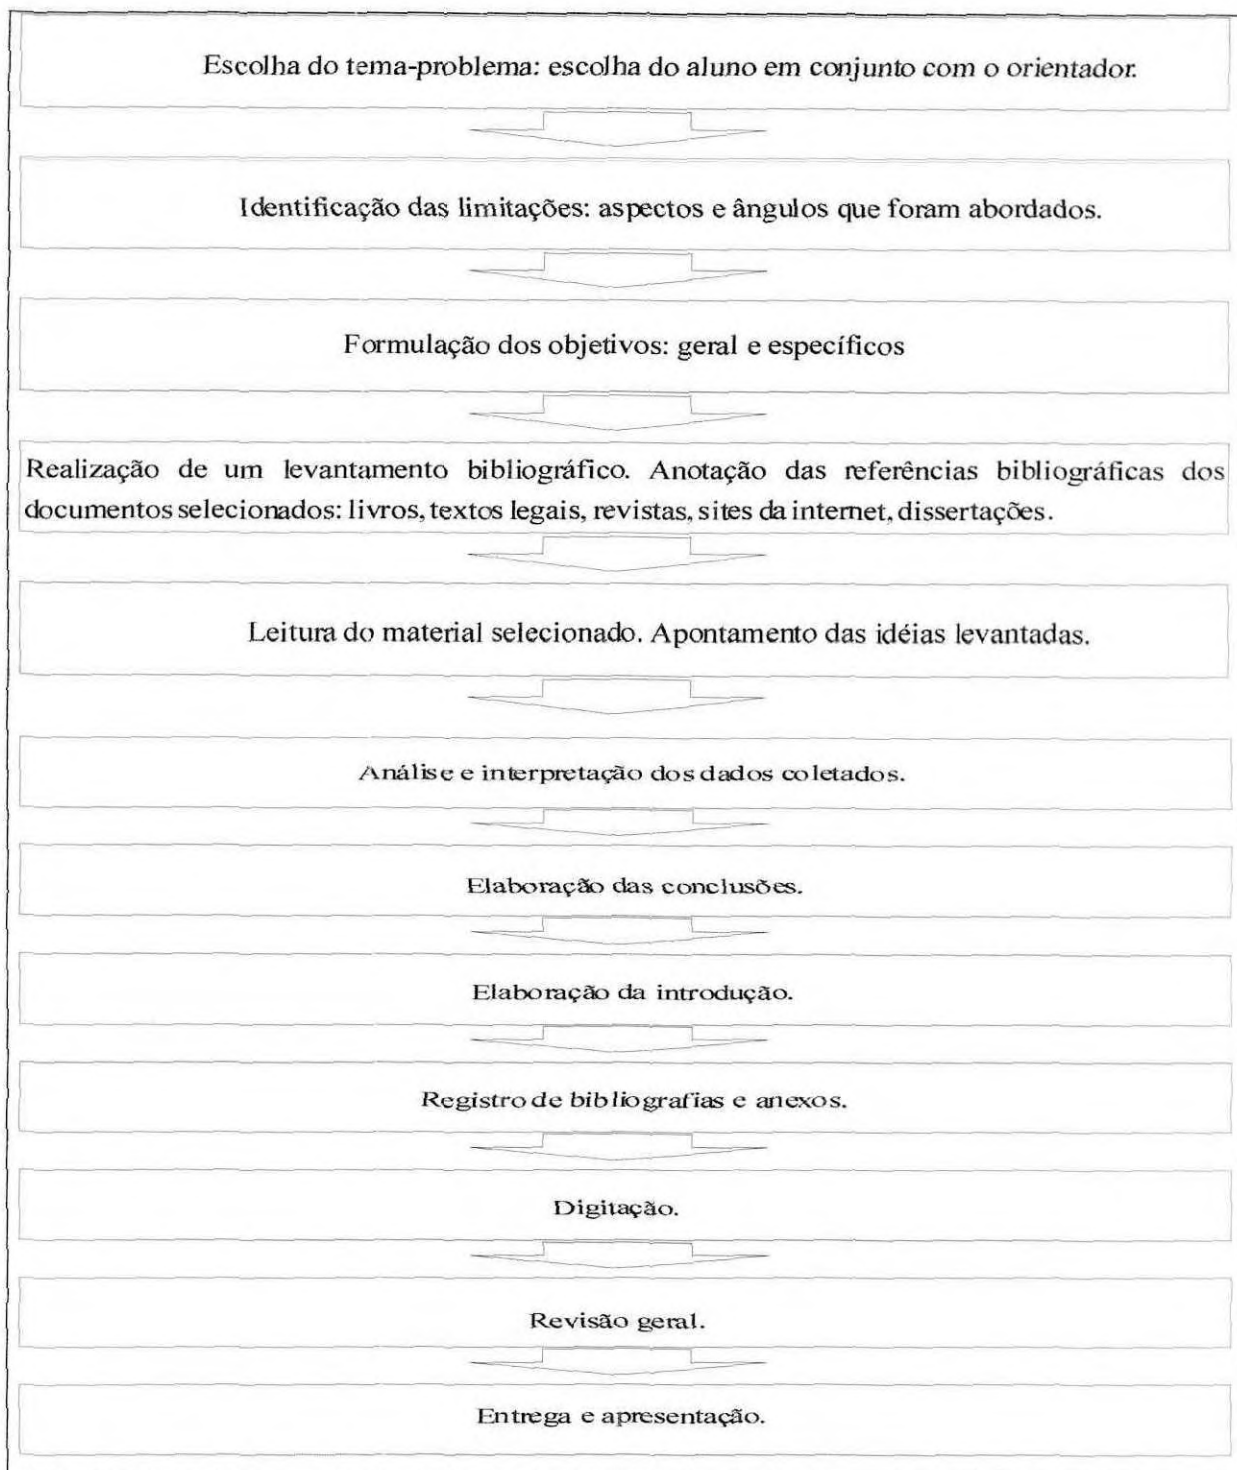 Escolha do tema-problema: escolha do aluno em conjunto com o orientador.
Identificação das limitações: aspectos e ângulos que foram abordados.
Formulação dos objetivos: geral e específicos
Realização de um levantamento bibliográfico. Anotação das referências bibliográficas dos
documentos selecionados: livros, textos legais, revistas, sites da internet, dissertações.
Leitura do material selecionado. Apontamento das idéias levantadas.
Análise e interpretação dos dados coletados.
Elaboração das conclusões.
Elaboração da introdução.
Registro de bibliografias e anexos.
Digitação.
Revisão geral.
Entrega e apresentação.